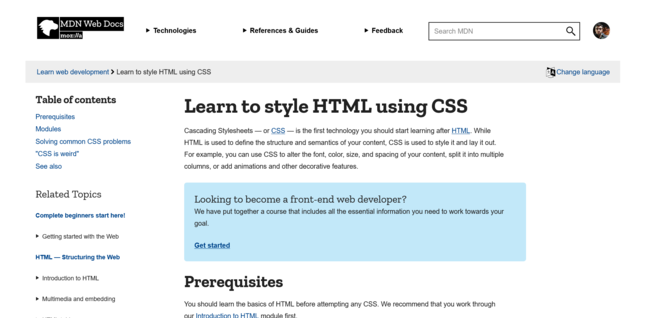 MDN Web Docs
moz://a
Technologies
References & Guides
Feedback
Search MDN
Learn web development
Learn to style HTML using CSS
Change language
Table of contents
Prerequisites
Modules
Solving common CSS problems
"CSS is weird"
See also
Related Topics
Complete beginners start here!
Getting started with the Web
HTML — Structuring the Web
Introduction to HTML
Multimedia and embedding
Learn to style HTML using CSS
Cascading Stylesheets — or CSS — is the first technology you should start learning after HTML. While
HTML is used to define the structure and semantics of your content, CSS is used to style it and lay it out.
For example, you can use CSS to alter the font, color, size, and spacing of your content, split it into multiple
columns, or add animations and other decorative features.
Looking to become a front-end web developer?
We have put together a course that includes all the essential information you need to work towards your
goal.
Get started
Prerequisites
You should learn the basics of HTML before attempting any CSS. We recommend that you work through
our Introduction to HTML module first.